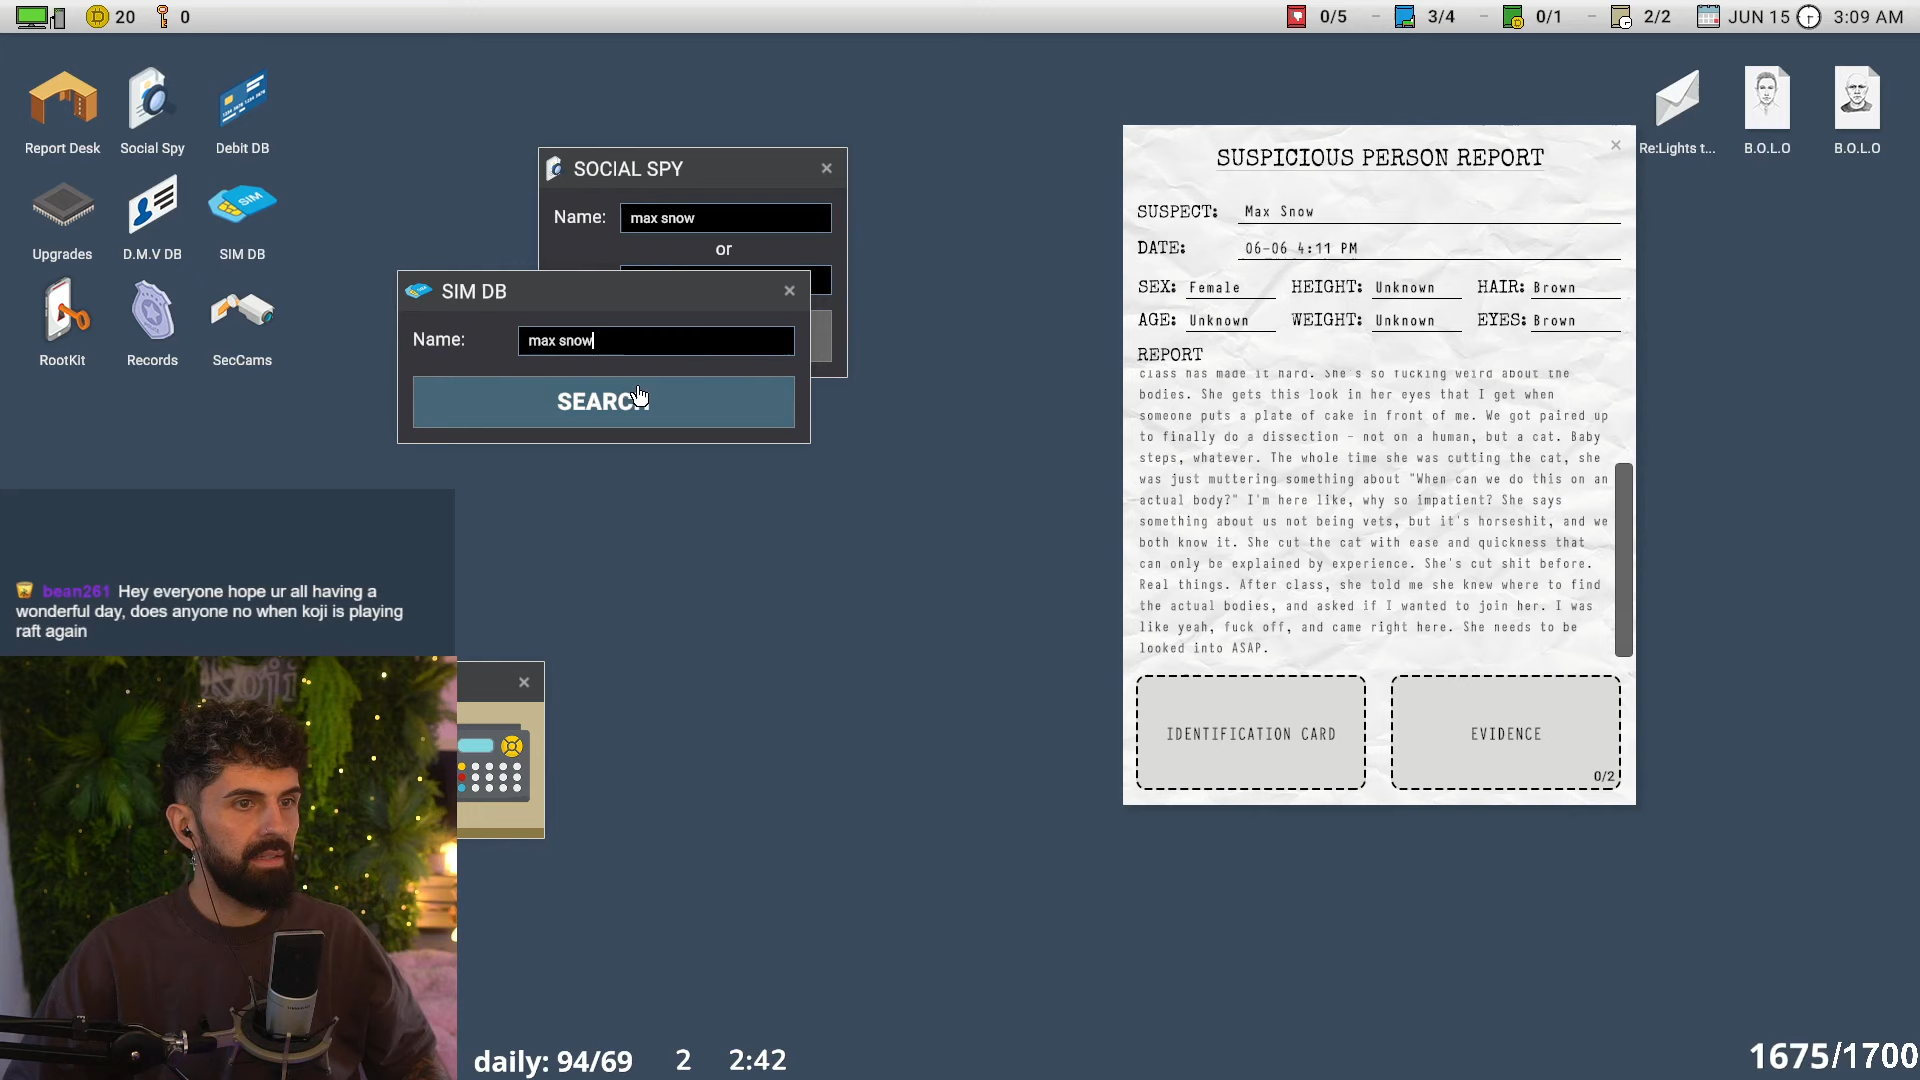 20
0
0/5
3/4
0/1
2/2
JUN 15
3:09 AM
Report Desk
Social Spy
Debit DB
Upgrades
D.M.V DB
SIM DB
RootKit
Records
SecCams
SIM
SOCIAL SPY
Name:
max snow
or
SIM DB
Name:
max snow
SEARCH
Re:Lights t...
B.O.L.O
B.O.L.O
SUSPICIOUS PERSON REPORT
SUSPECT: Max Snow
DATE: 06-06 4:11 PM
SEX: Female HEIGHT: Unknown HAIR: Brown
AGE: Unknown WEIGHT: Unknown EYES: Brown
REPORT
class has made it hard. She's so fucking weird about the
bodies. She gets this look in her eyes that I get when
someone puts a plate of cake in front of me. We got paired up
to finally do a dissection - not on a human, but a cat. Baby
steps, whatever. The whole time she was cutting the cat, she
was just muttering something about "When can we do this on an
actual body?" I'm here like, why so impatient? She says
something about us not being vets, but it's horseshit, and we
both know it. She cut the cat with ease and quickness that
can only be explained by experience. She's cut shit before.
Real things. After class, she told me she knew where to find
the actual bodies, and asked if I wanted to join her. I was
like yeah, fuck off, and came right here. She needs to be
looked into ASAP.
IDENTIFICATION CARD
EVIDENCE
0/2
bean261 Hey everyone hope ur all having a
wonderful day, does anyone no when koji is playing
raft again
Koji
daily: 94/69
2
2:42
1675/1700